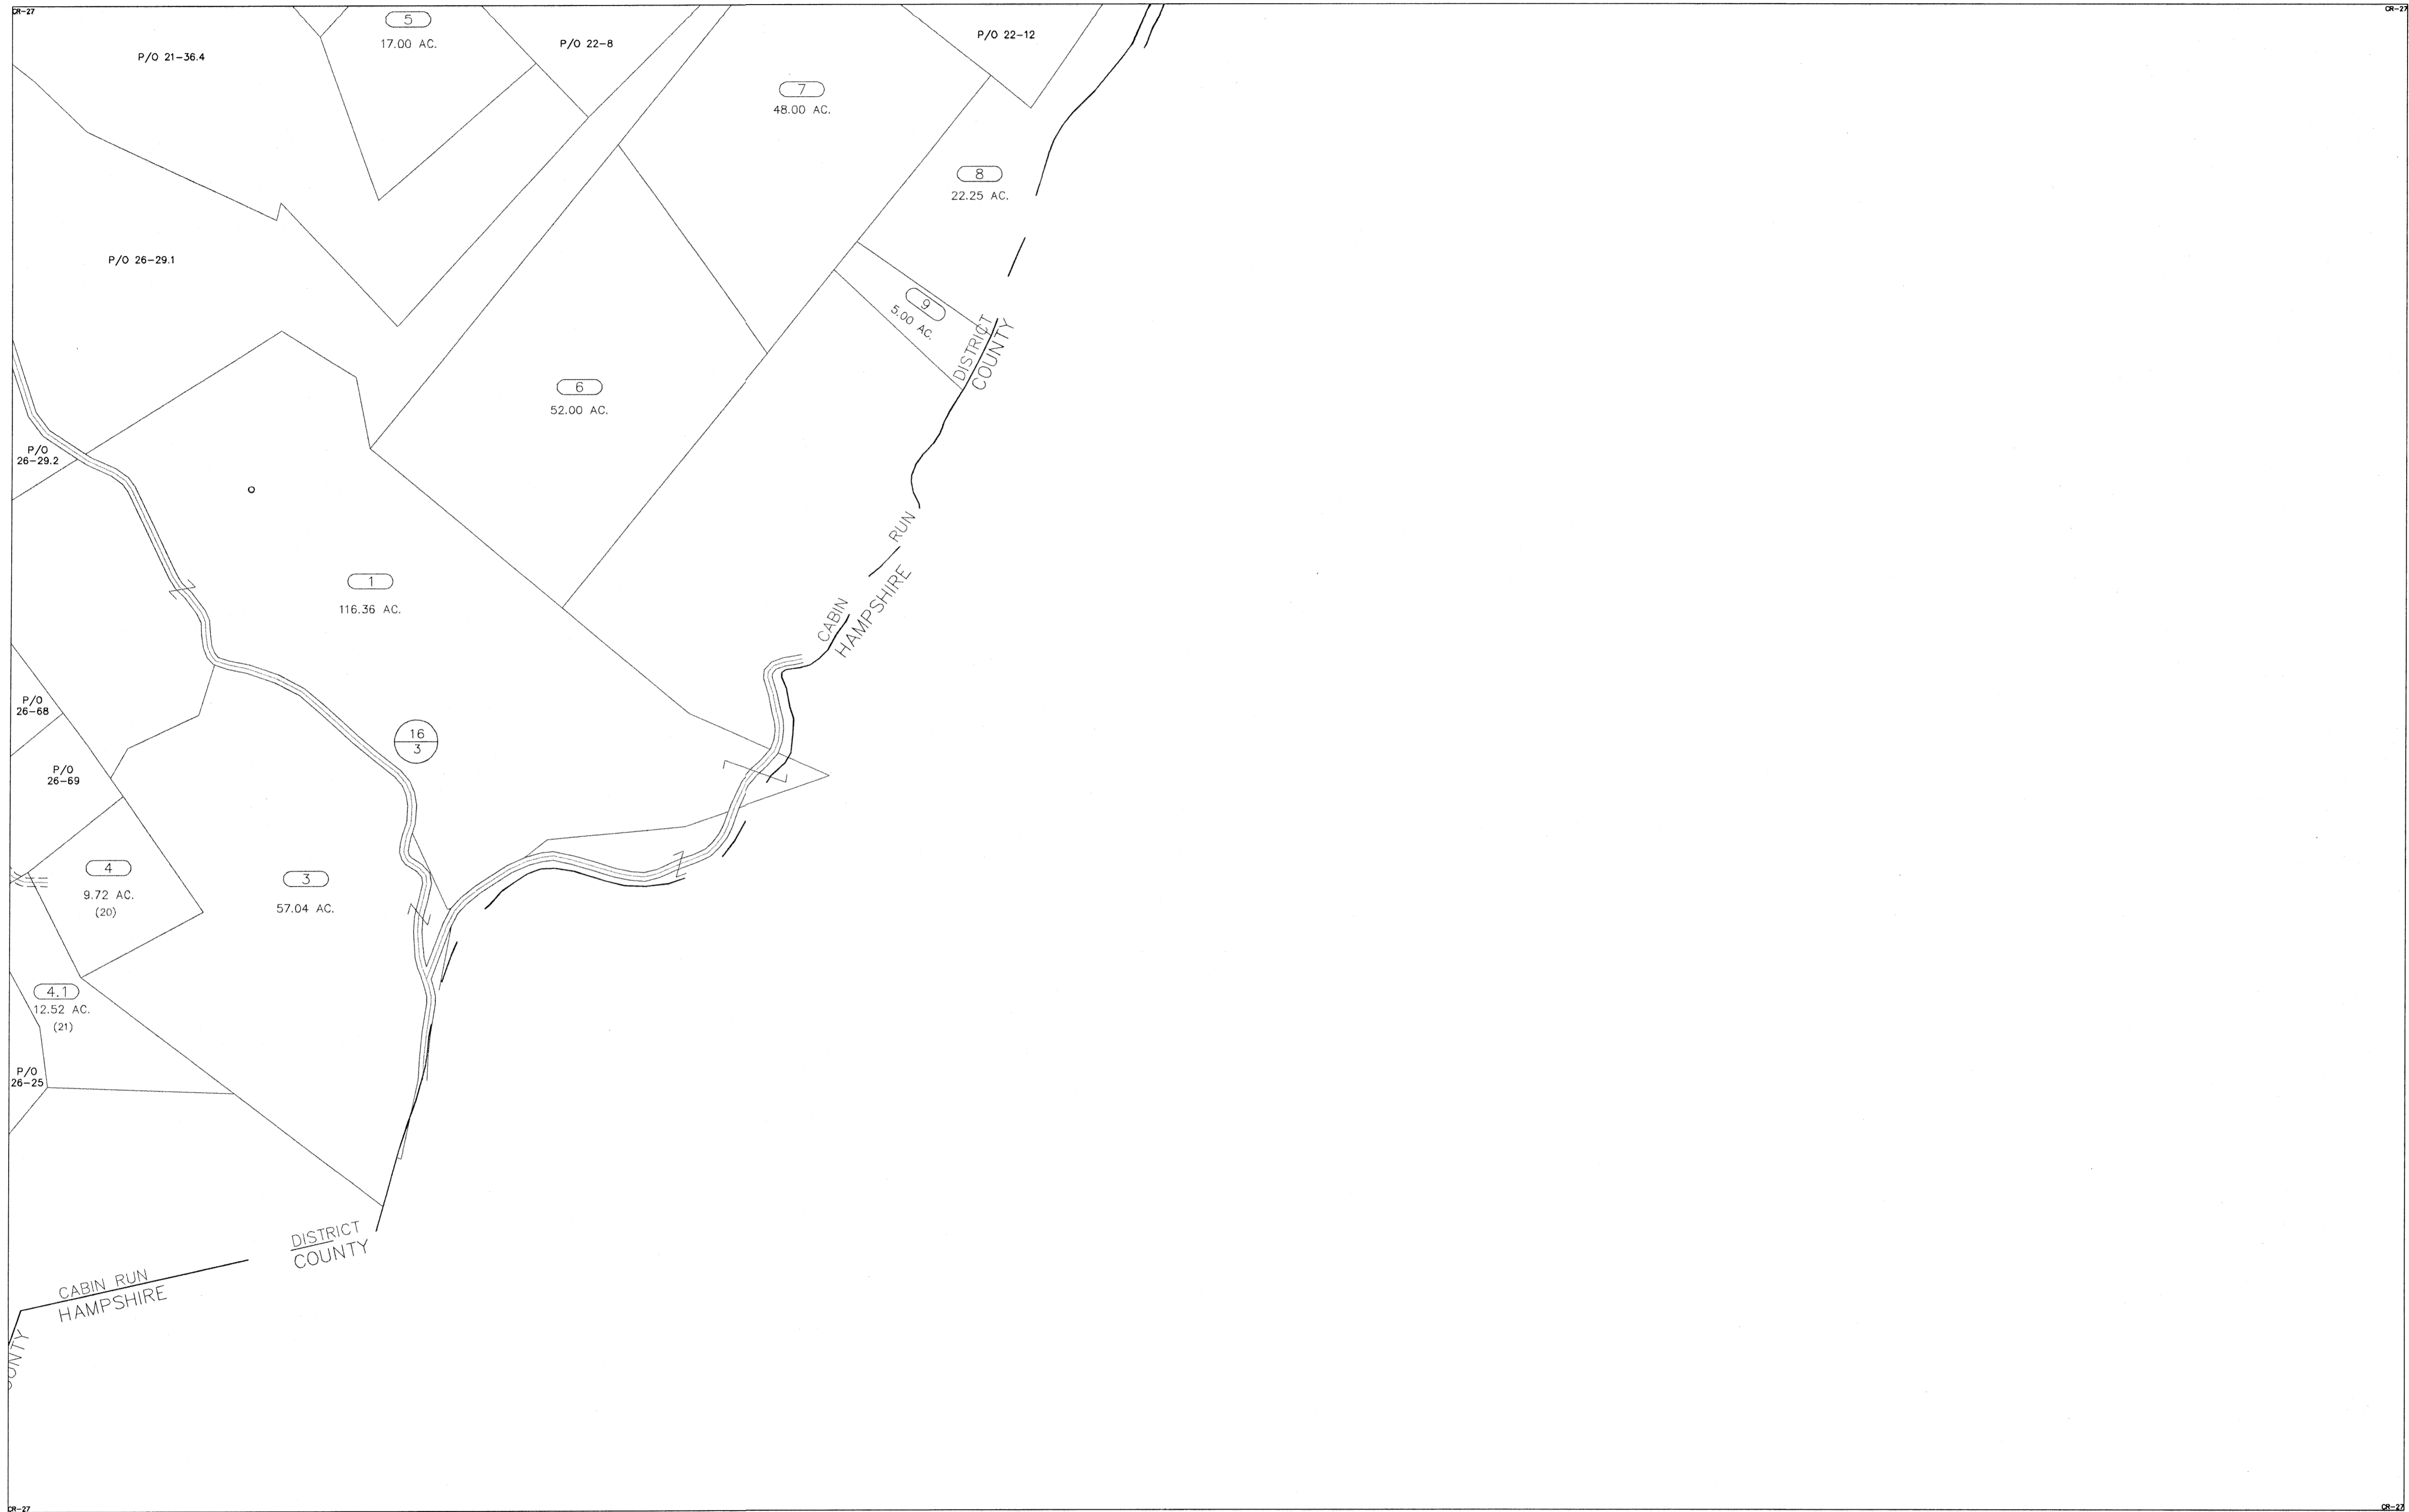 CR-27
CR-27
5
17.00 AC.
P/O 22-8
P/O 22-12
P/O 21-36.4
7
48.00 AC.
8
22.25 AC.
P/O 26-29.1
9
5.00 AC.
DISTRICT
COUNTY
6
52.00 AC.
P/O
26-29.2
RUN
CABIN
HAMPSHIRE
1
116.36 AC.
P/O
26-68
16
3
P/O
26-69
4
9.72 AC.
(20)
3
57.04 AC.
4.1
12.52 AC.
(21)
P/O
26-25
DISTRICT
COUNTY
CABIN RUN
HAMPSHIRE
CR-27
CR-27